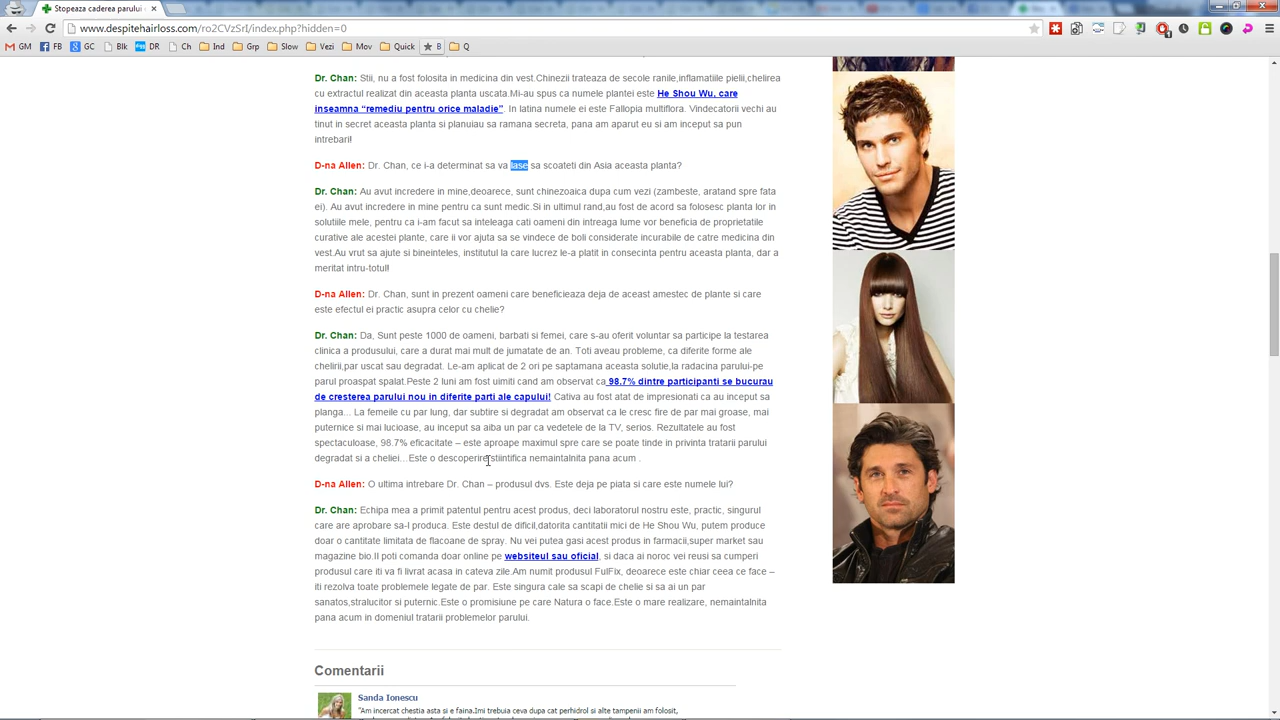 Stopeaza caderea parului
www.despitehairloss.com/ro2CVzSrI/index.php?hidden=0
GM FB GC Blk DR Ch Ind Grp Slow Vezi Mov Quick B Q
Dr. Chan: Stii, nu a fost folosita in medicina din vest.Chinezii trateaza de secole ranile,inflamatiile pielii,chelirea
cu extractul realizat din aceasta planta uscata.Mi-au spus ca numele plantei este He Shou Wu, care
inseamna “remediu pentru orice maladie”. In latina numele ei este Fallopia multiflora. Vindecatorii vechi au
tinut in secret aceasta planta si planuiau sa ramana secreta, pana am aparut eu si am inceput sa pun
intrebari!
D-na Allen: Dr. Chan, ce i-a determinat sa va lase sa scoateti din Asia aceasta planta?
Dr. Chan: Au avut incredere in mine,deoarece, sunt chinezoaica dupa cum vezi (zambeste, aratand spre fata
ei). Au avut incredere in mine pentru ca sunt medic.Si in ultimul rand,au fost de acord sa folosesc planta lor in
solutiile mele, pentru ca i-am facut sa inteleaga cati oameni din intreaga lume vor beneficia de proprietatile
curative ale acestei plante, care ii vor ajuta sa se vindece de boli considerate incurabile de catre medicina din
vest.Au vrut sa ajute si bineinteles, institutul la care lucrez le-a platit in consecinta pentru aceasta planta, dar a
meritat intru-totul!
D-na Allen: Dr. Chan, sunt in prezent oameni care beneficieaza deja de aceast amestec de plante si care
este efectul ei practic asupra celor cu chelie?
Dr. Chan: Da, Sunt peste 1000 de oameni, barbati si femei, care s-au oferit voluntar sa participe la testarea
clinica a produsului, care a durat mai mult de jumatate de an. Toti aveau probleme, ca diferite forme ale
chelirii,par uscat sau degradat. Le-am aplicat de 2 ori pe saptamana aceasta solutie,la radacina parului-pe
parul proaspat spalat.Peste 2 luni am fost uimiti cand am observat ca 98.7% dintre participanti se bucurau
de cresterea parului nou in diferite parti ale capului! Cativa au fost atat de impresionati ca au inceput sa
planga... La femeile cu par lung, dar subtire si degradat am observat ca le cresc fire de par mai groase, mai
puternice si mai lucioase, au inceput sa aiba un par ca vedetele de la TV, serios. Rezultatele au fost
spectaculoase, 98.7% eficacitate – este aproape maximul spre care se poate tinde in privinta tratarii parului
degradat si a cheliei...Este o descoperire stiintifica nemaintalnita pana acum .
D-na Allen: O ultima intrebare Dr. Chan – produsul dvs. Este deja pe piata si care este numele lui?
Dr. Chan: Echipa mea a primit patentul pentru acest produs, deci laboratorul nostru este, practic, singurul
care are aprobare sa-l produca. Este destul de dificil,datorita cantitatii mici de He Shou Wu, putem produce
doar o cantitate limitata de flacoane de spray. Nu vei putea gasi acest produs in farmacii,super market sau
magazine bio.Il poti comanda doar online pe websiteul sau oficial, si daca ai noroc vei reusi sa cumperi
produsul care iti va fi livrat acasa in cateva zile.Am numit produsul FulFix, deoarece este chiar ceea ce face –
iti rezolva toate problemele legate de par. Este singura cale sa scapi de chelie si sa ai un par
sanatos,stralucitor si puternic.Este o promisiune pe care Natura o face.Este o mare realizare, nemaintalnita
pana acum in domeniul tratarii problemelor parului.
Comentarii
Sanda Ionescu
"Am incercat chestia asta si e faina.Imi trebuia ceva dupa cat perhidrol si alte tampenii am folosit,